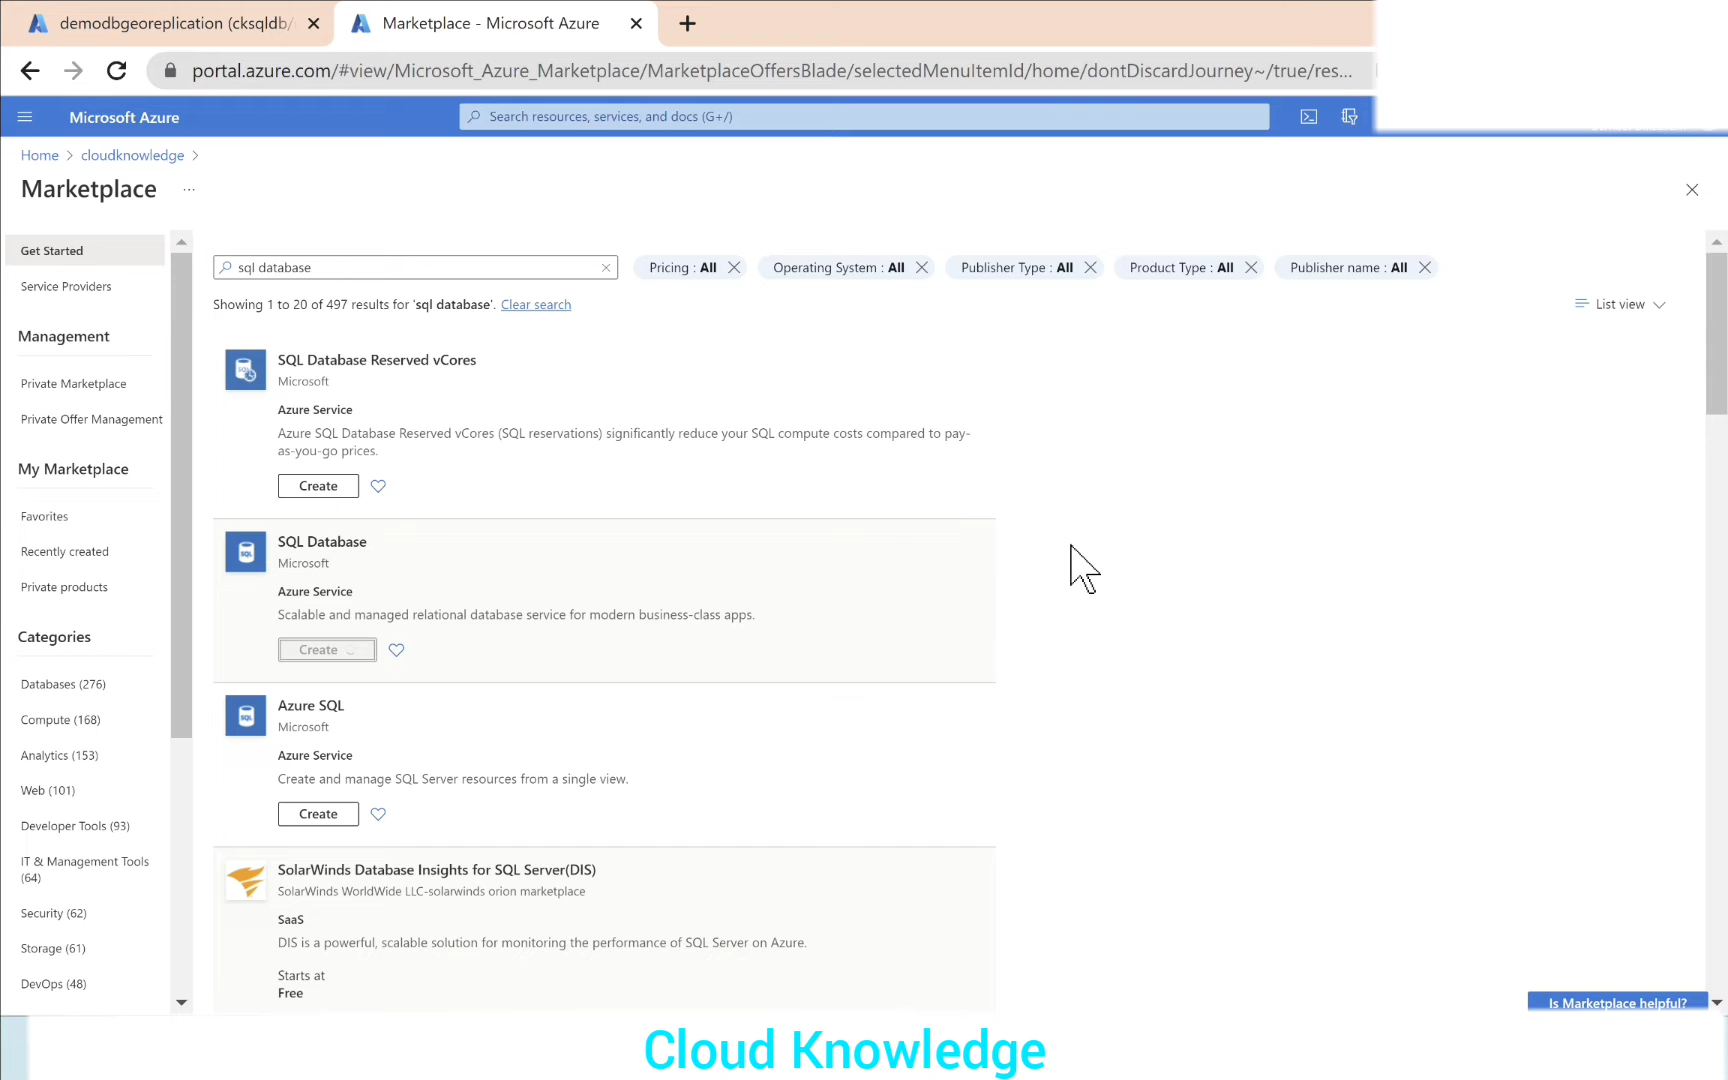 demodbgeoreplication (cksqldb/
Marketplace - Microsoft Azure
portal.azure.com/#view/Microsoft_Azure_Marketplace/MarketplaceOffersBlade/selectedMenuItemId/home/dontDiscardJourney~/true/res...
Microsoft Azure
Search resources, services, and docs (G+/)
Home > cloudknowledge >
Marketplace ...
Get Started
Service Providers
Management
Private Marketplace
Private Offer Management
My Marketplace
Favorites
Recently created
Private products
Categories
Databases (276)
Compute (168)
Analytics (153)
Web (101)
Developer Tools (93)
IT & Management Tools
(64)
Security (62)
Storage (61)
DevOps (48)
sql database
Pricing : All
Operating System : All
Publisher Type : All
Product Type : All
Publisher name : All
Showing 1 to 20 of 497 results for 'sql database'. Clear search
List view
SQL Database Reserved vCores
Microsoft
Azure Service
Azure SQL Database Reserved vCores (SQL reservations) significantly reduce your SQL compute costs compared to pay-
as-you-go prices.
Create
SQL
SQL Database
Microsoft
Azure Service
Scalable and managed relational database service for modern business-class apps.
Create
SQL
Azure SQL
Microsoft
Azure Service
Create and manage SQL Server resources from a single view.
Create
SolarWinds Database Insights for SQL Server(DIS)
SolarWinds WorldWide LLC-solarwinds orion marketplace
SaaS
DIS is a powerful, scalable solution for monitoring the performance of SQL Server on Azure.
Starts at
Free
Is Marketplace helpful?
Cloud Knowledge